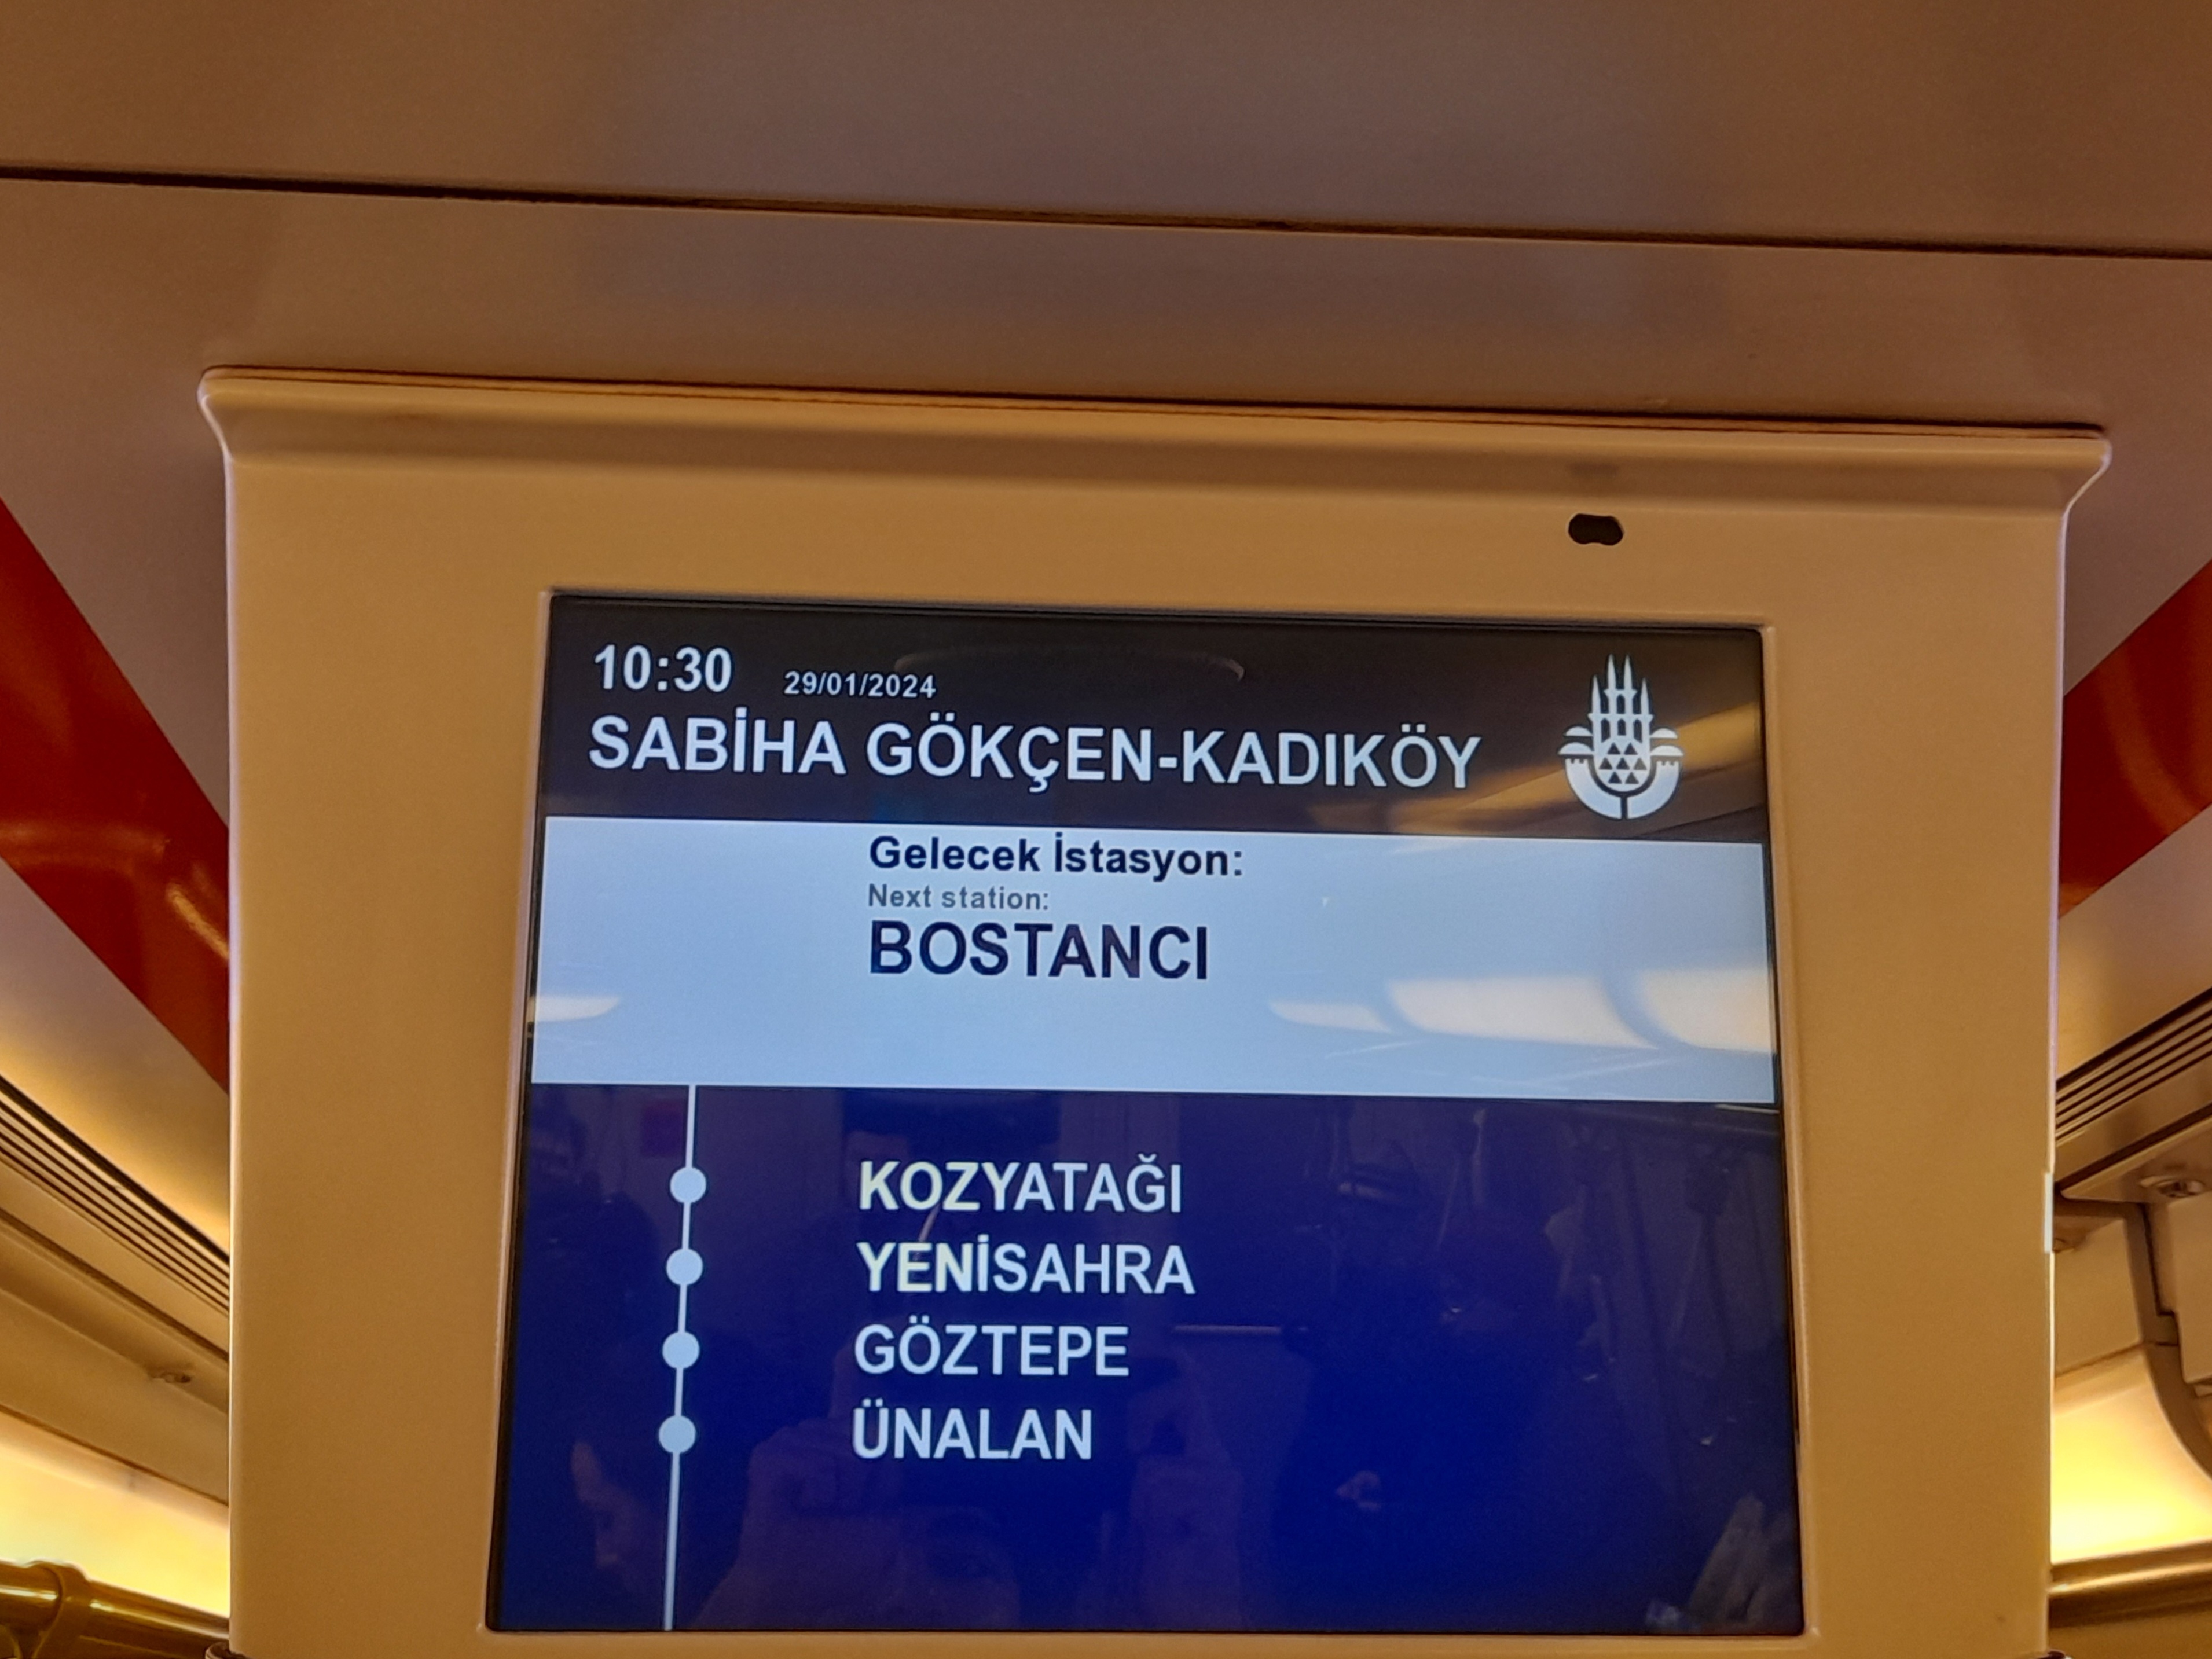 10:30 29/01/2024
SABİHA GÖKÇEN-KADIKÖY
Gelecek İstasyon:
Next station:
BOSTANCI
KOZYATAĞI
YENİSAHRA
GÖZTEPE
ÜNALAN